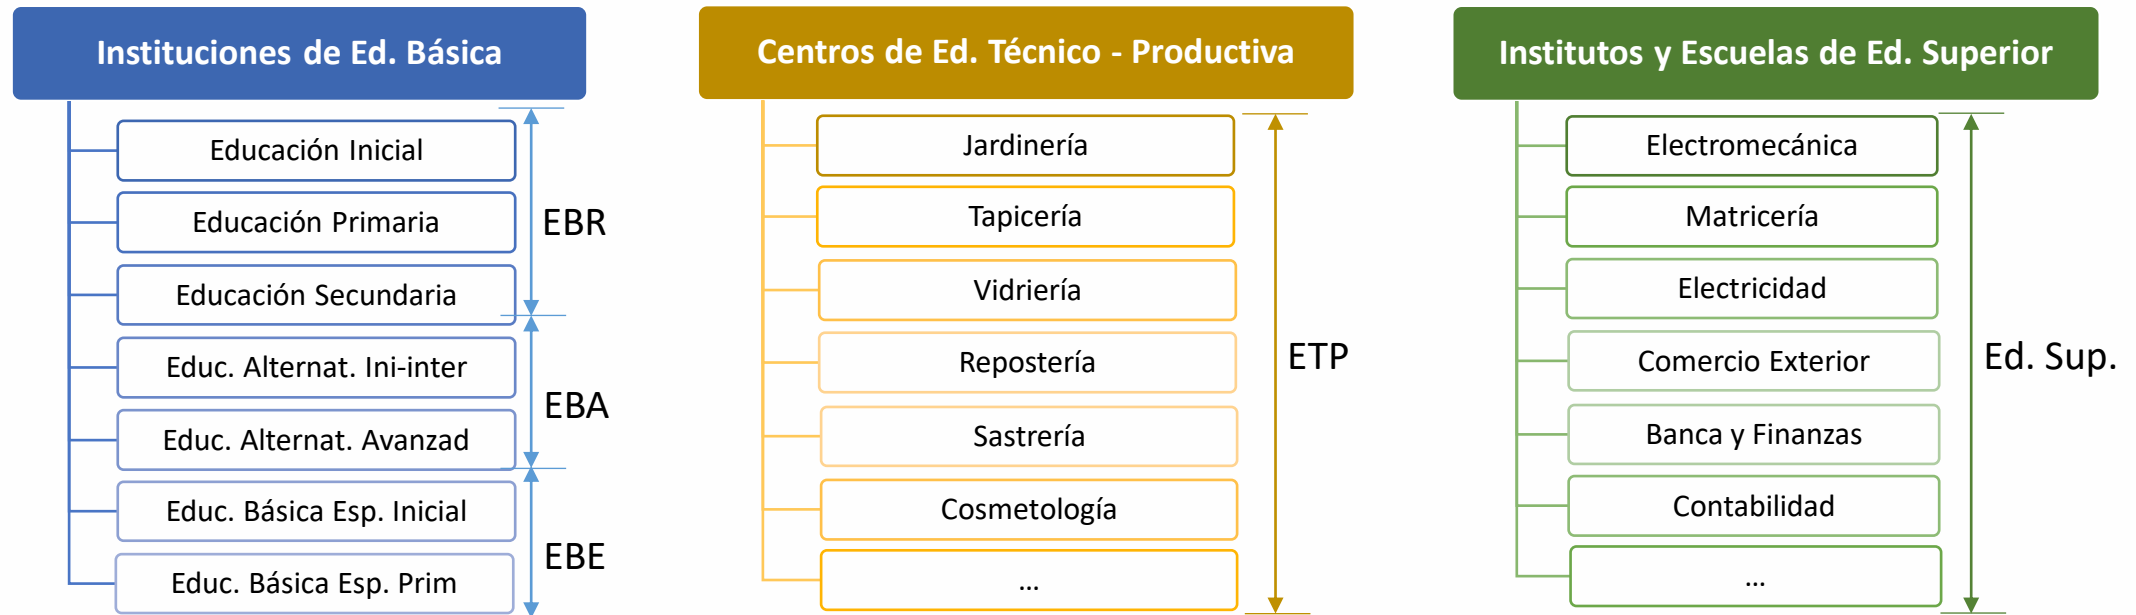 Instituciones de Ed. Básica
Educación Inicial
Educación Primaria
Educación Secundaria
EBR
Educ. Alternat. Ini-inter
Educ. Alternat. Avanzad
EBA
Educ. Básica Esp. Inicial
Educ. Básica Esp. Prim
EBE
Centros de Ed. Técnico - Productiva
Jardinería
Tapicería
Vidriería
Repostería
Sastrería
Cosmetología
...
ETP
Institutos y Escuelas de Ed. Superior
Electromecánica
Matricería
Electricidad
Comercio Exterior
Banca y Finanzas
Contabilidad
...
Ed. Sup.